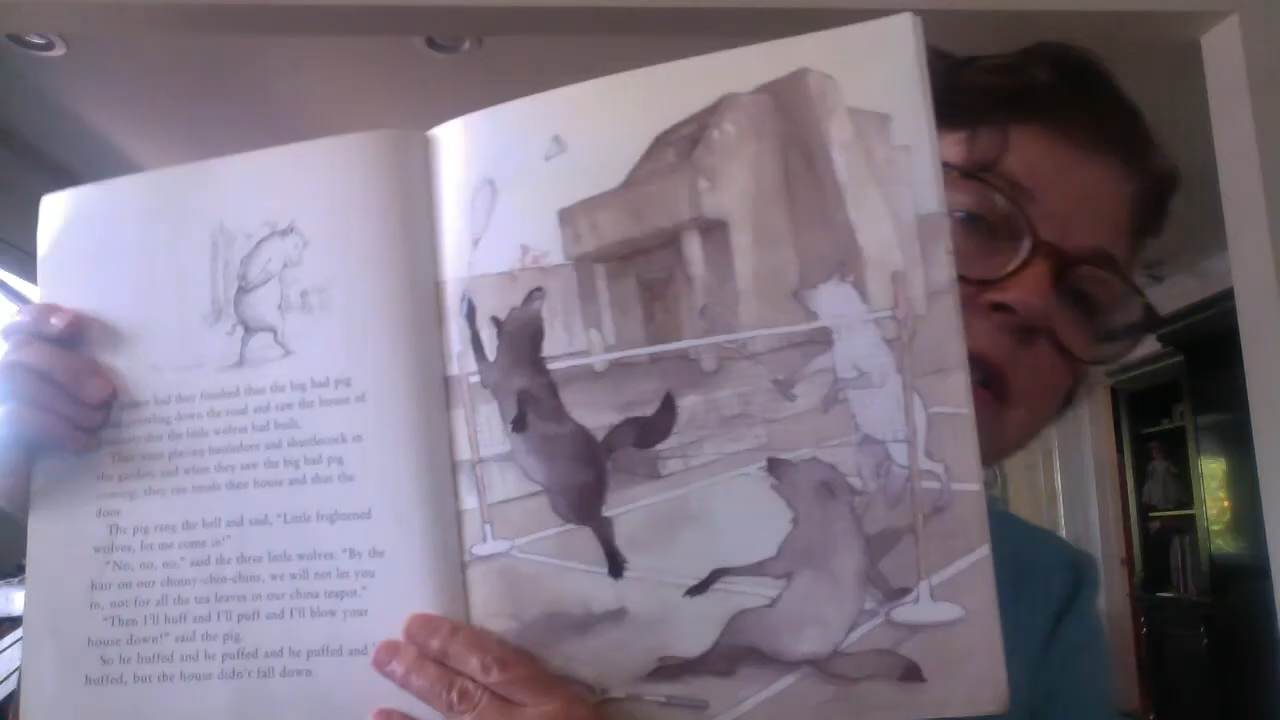 had they finished than the big bad pig
prowling down the road and saw the house of
that the little wolves had built.
They were playing battledore and shuttlecock in
the garden, and when they saw the big bad pig
coming, they ran inside their house and shut the
door.
The pig rang the bell and said, "Little frightened
wolves, let me come in!"
"No, no, no," said the three little wolves. "By the
hair on our chinny-chin-chins, we will not let you
in, not for all the tea leaves in our china teapot."
"Then I'll huff and I'll puff and I'll blow your
house down!" said the pig.
So he huffed and he puffed and he puffed and
huffed, but the house didn't fall down.